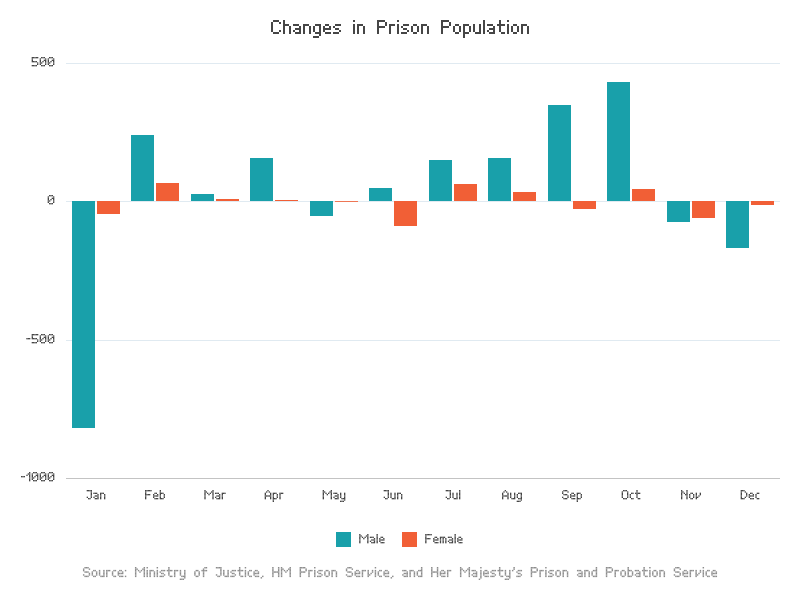 Changes in Prison Population
500
0
-500
-1000
Jan Feb Mar Apr May Jun Jul Aug Sep Oct Nov Dec
Male Female
Source: Ministry of Justice, HM Prison Service, and Her Majesty's Prison and Probation Service